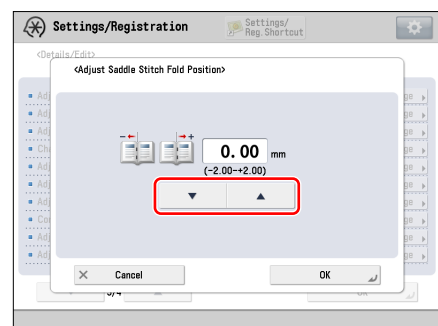 Settings/Registration
Settings/
Reg.Shortcut
<Details/Edit>
<Adjust Saddle Stitch Fold Position>
- +
0.00 mm
(-2.00-+2.00)
Cancel
OK